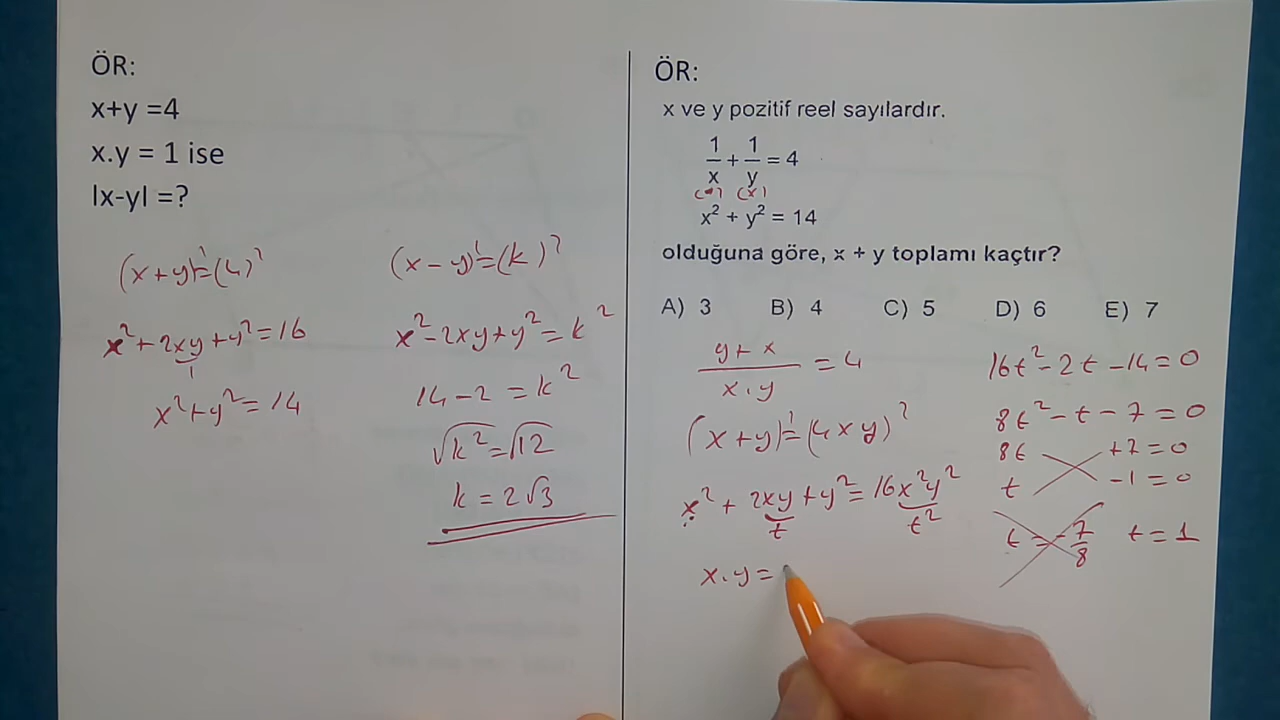 ÖR:
x+y =4
x.y = 1 ise
|x-y| =?
(x+y)²=(4)²
x²+2xy+y²=16
1
x²+y²=14
(x-y)²=(k)²
x²-2xy+y²=k²
14-2=k²
√k²=√12
k=2√3
ÖR:
x ve y pozitif reel sayılardır.
1/x + 1/y = 4
(y) (x)
x² + y² = 14
olduğuna göre, x + y toplamı kaçtır?
A) 3 B) 4 C) 5 D) 6 E) 7
y+x/x.y = 4
(x+y)²=(4xy)²
x²+2xy+y²=16x²y²
t t²
x.y=
16t²-2t-14=0
8t²-t-7=0
8t +7=0
t -1=0
t=-7/8 t=1